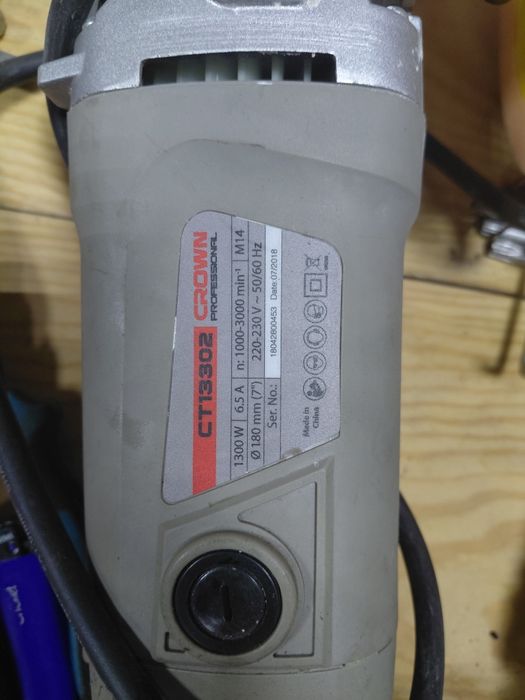 CT13302 CROWN
PROFESSIONAL
1300 W 6.5 A n: 1000-3000 min⁻¹ M14
Ø 180 mm (7") 220-230 V ~ 50/60 Hz
Ser. No.: 18042800453 Date:07/2018
Made in
China